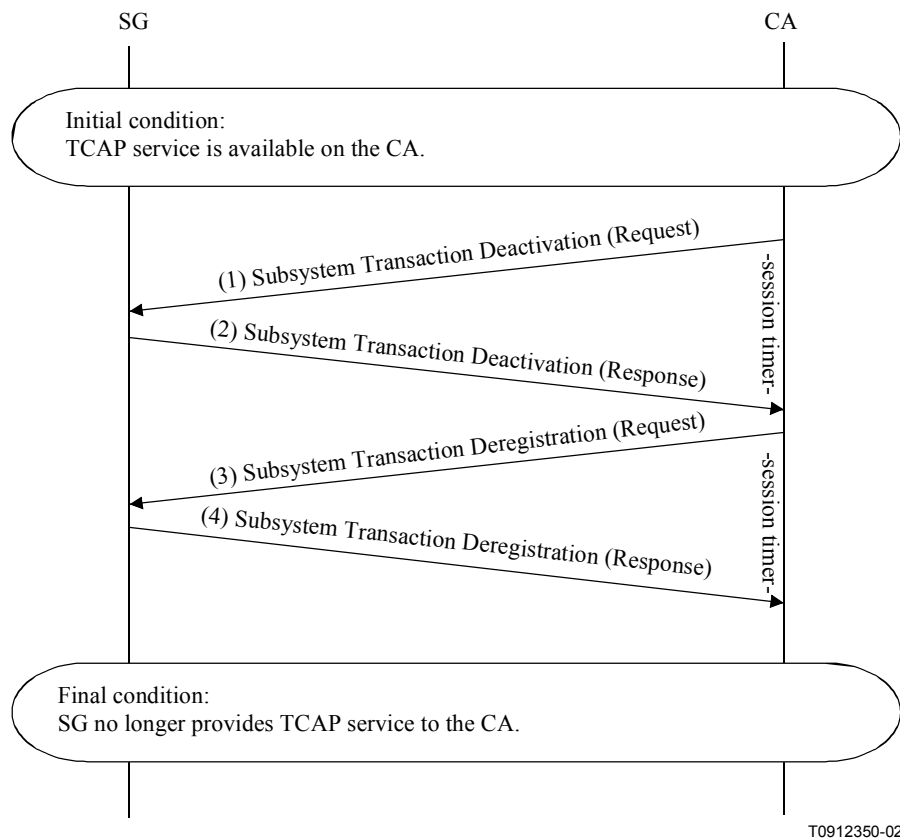 SG
CA
Initial condition:
TCAP service is available on the CA.
(1) Subsystem Transaction Deactivation (Request)
-session timer-
(2) Subsystem Transaction Deactivation (Response)
(3) Subsystem Transaction Deregistration (Request)
-session timer-
(4) Subsystem Transaction Deregistration (Response)
Final condition:
SG no longer provides TCAP service to the CA.
T0912350-02